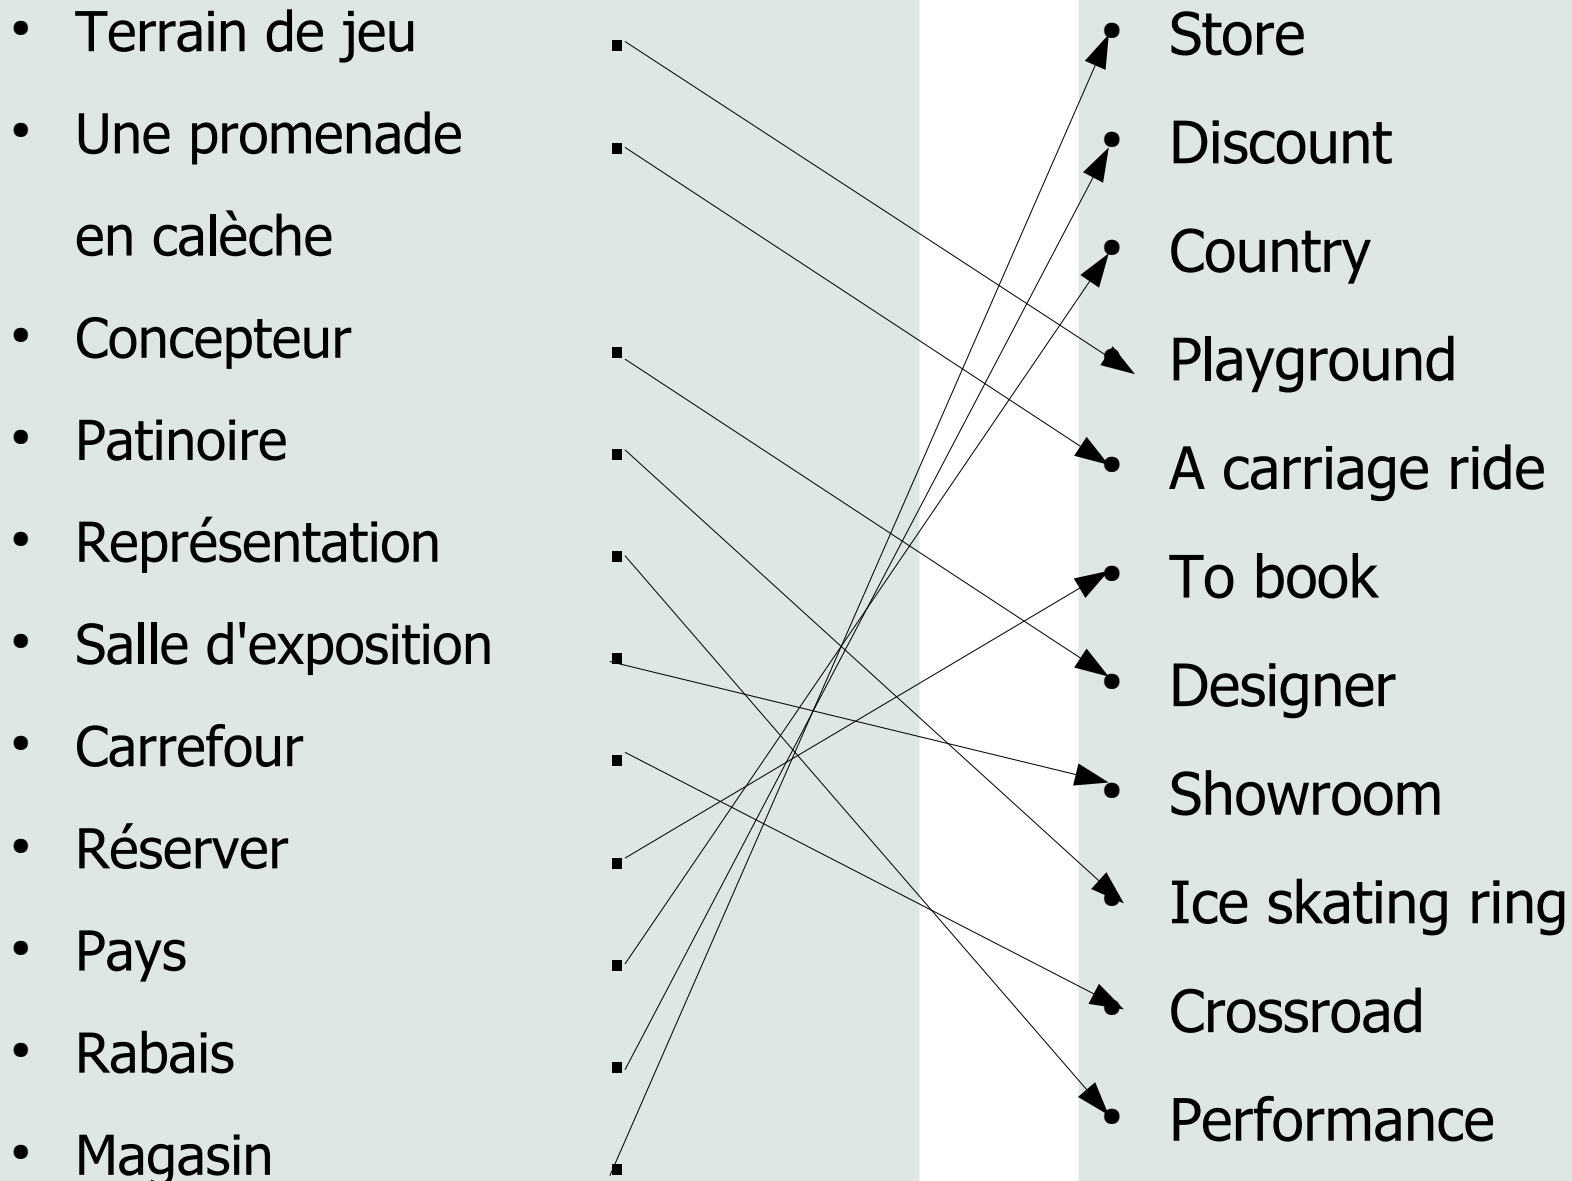 Terrain de jeu
Une promenade
en calèche
Concepteur
Patinoire
Représentation
Salle d'exposition
Carrefour
Réserver
Pays
Rabais
Magasin
Store
Discount
Country
Playground
A carriage ride
To book
Designer
Showroom
Ice skating ring
Crossroad
Performance